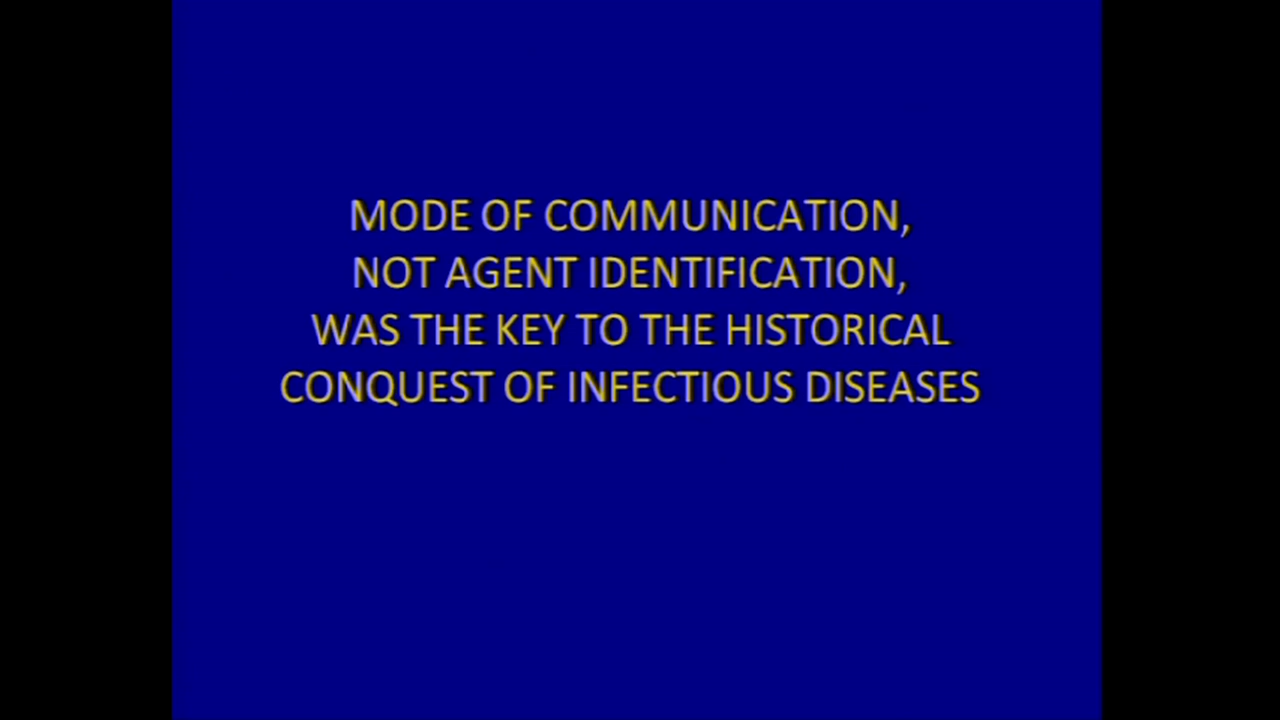 MODE OF COMMUNICATION,
NOT AGENT IDENTIFICATION,
WAS THE KEY TO THE HISTORICAL
CONQUEST OF INFECTIOUS DISEASES